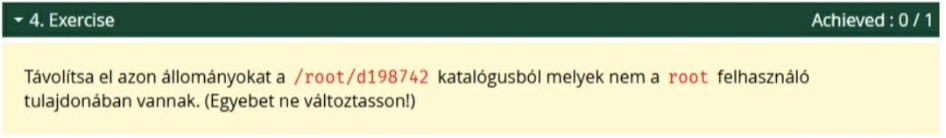 4. Exercise Achieved : 0 / 1
Távolítsa el azon állományokat a /root/d198742 katalógusból melyek nem a root felhasználó
tulajdonában vannak. (Egyebet ne változtasson!)